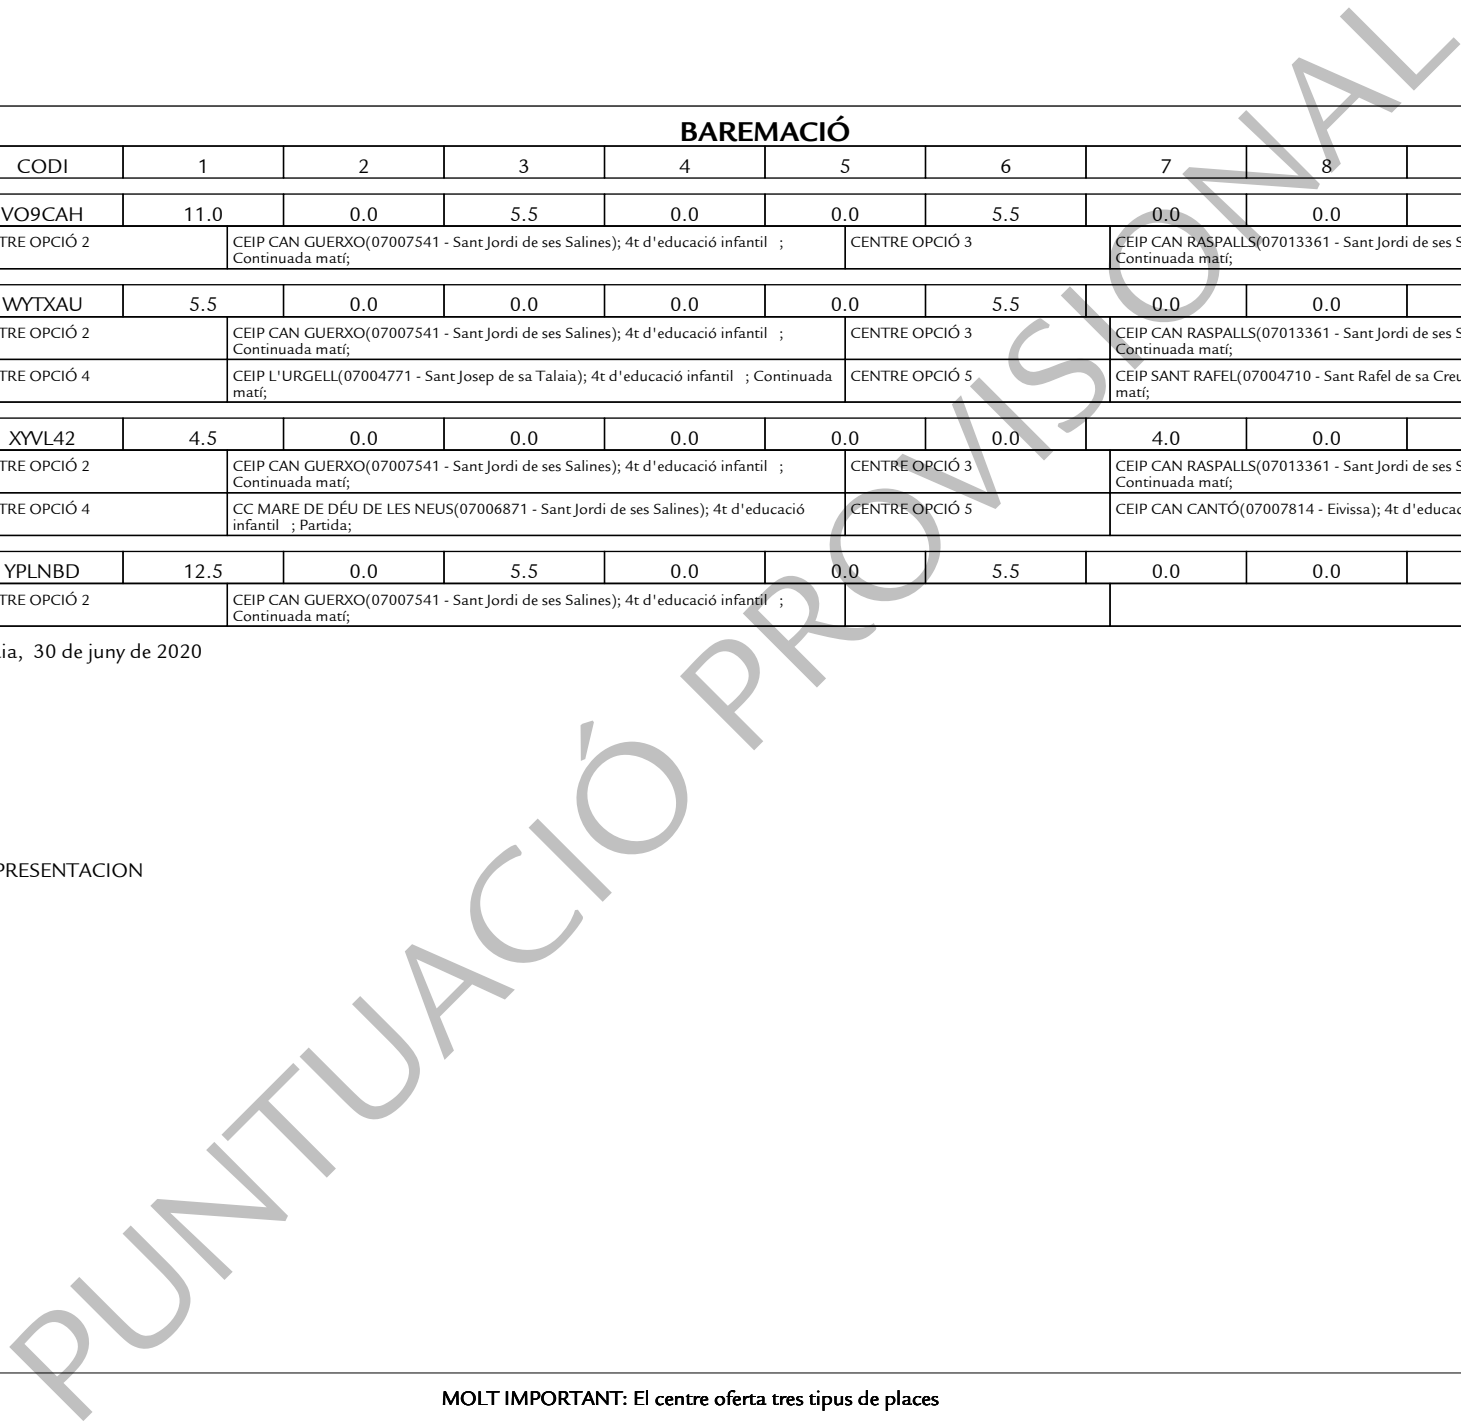 BAREMACIÓ
CODI 1 2 3 4 5 6 7 8
VO9CAH 11.0 0.0 5.5 0.0 0.0 5.5 0.0 0.0
TRE OPCIÓ 2 CEIP CAN GUERXO(07007541 - Sant Jordi de ses Salines); 4t d'educació infantil ; CENTRE OPCIÓ 3 CEIP CAN RASPALLS(07013361 - Sant Jordi de ses S
Continuada matí; Continuada matí;
WYTXAU 5.5 0.0 0.0 0.0 0.0 5.5 0.0 0.0
TRE OPCIÓ 2 CEIP CAN GUERXO(07007541 - Sant Jordi de ses Salines); 4t d'educació infantil ; CENTRE OPCIÓ 3 CEIP CAN RASPALLS(07013361 - Sant Jordi de ses S
Continuada matí; Continuada matí;
TRE OPCIÓ 4 CEIP L'URGELL(07004771 - Sant Josep de sa Talaia); 4t d'educació infantil ; Continuada CENTRE OPCIÓ 5 CEIP SANT RAFEL(07004710 - Sant Rafel de sa Creu
matí; matí;
XYVL42 4.5 0.0 0.0 0.0 0.0 0.0 4.0 0.0
TRE OPCIÓ 2 CEIP CAN GUERXO(07007541 - Sant Jordi de ses Salines); 4t d'educació infantil ; CENTRE OPCIÓ 3 CEIP CAN RASPALLS(07013361 - Sant Jordi de ses S
Continuada matí; Continuada matí;
TRE OPCIÓ 4 CC MARE DE DÉU DE LES NEUS(07006871 - Sant Jordi de ses Salines); 4t d'educació CENTRE OPCIÓ 5 CEIP CAN CANTÓ(07007814 - Eivissa); 4t d'educac
infantil ; Partida;
YPLNBD 12.5 0.0 5.5 0.0 0.0 5.5 0.0 0.0
TRE OPCIÓ 2 CEIP CAN GUERXO(07007541 - Sant Jordi de ses Salines); 4t d'educació infantil ;
Continuada matí;
ia, 30 de juny de 2020
PRESENTACION
PUNTUACIÓ PROVISIONAL
MOLT IMPORTANT: El centre oferta tres tipus de places